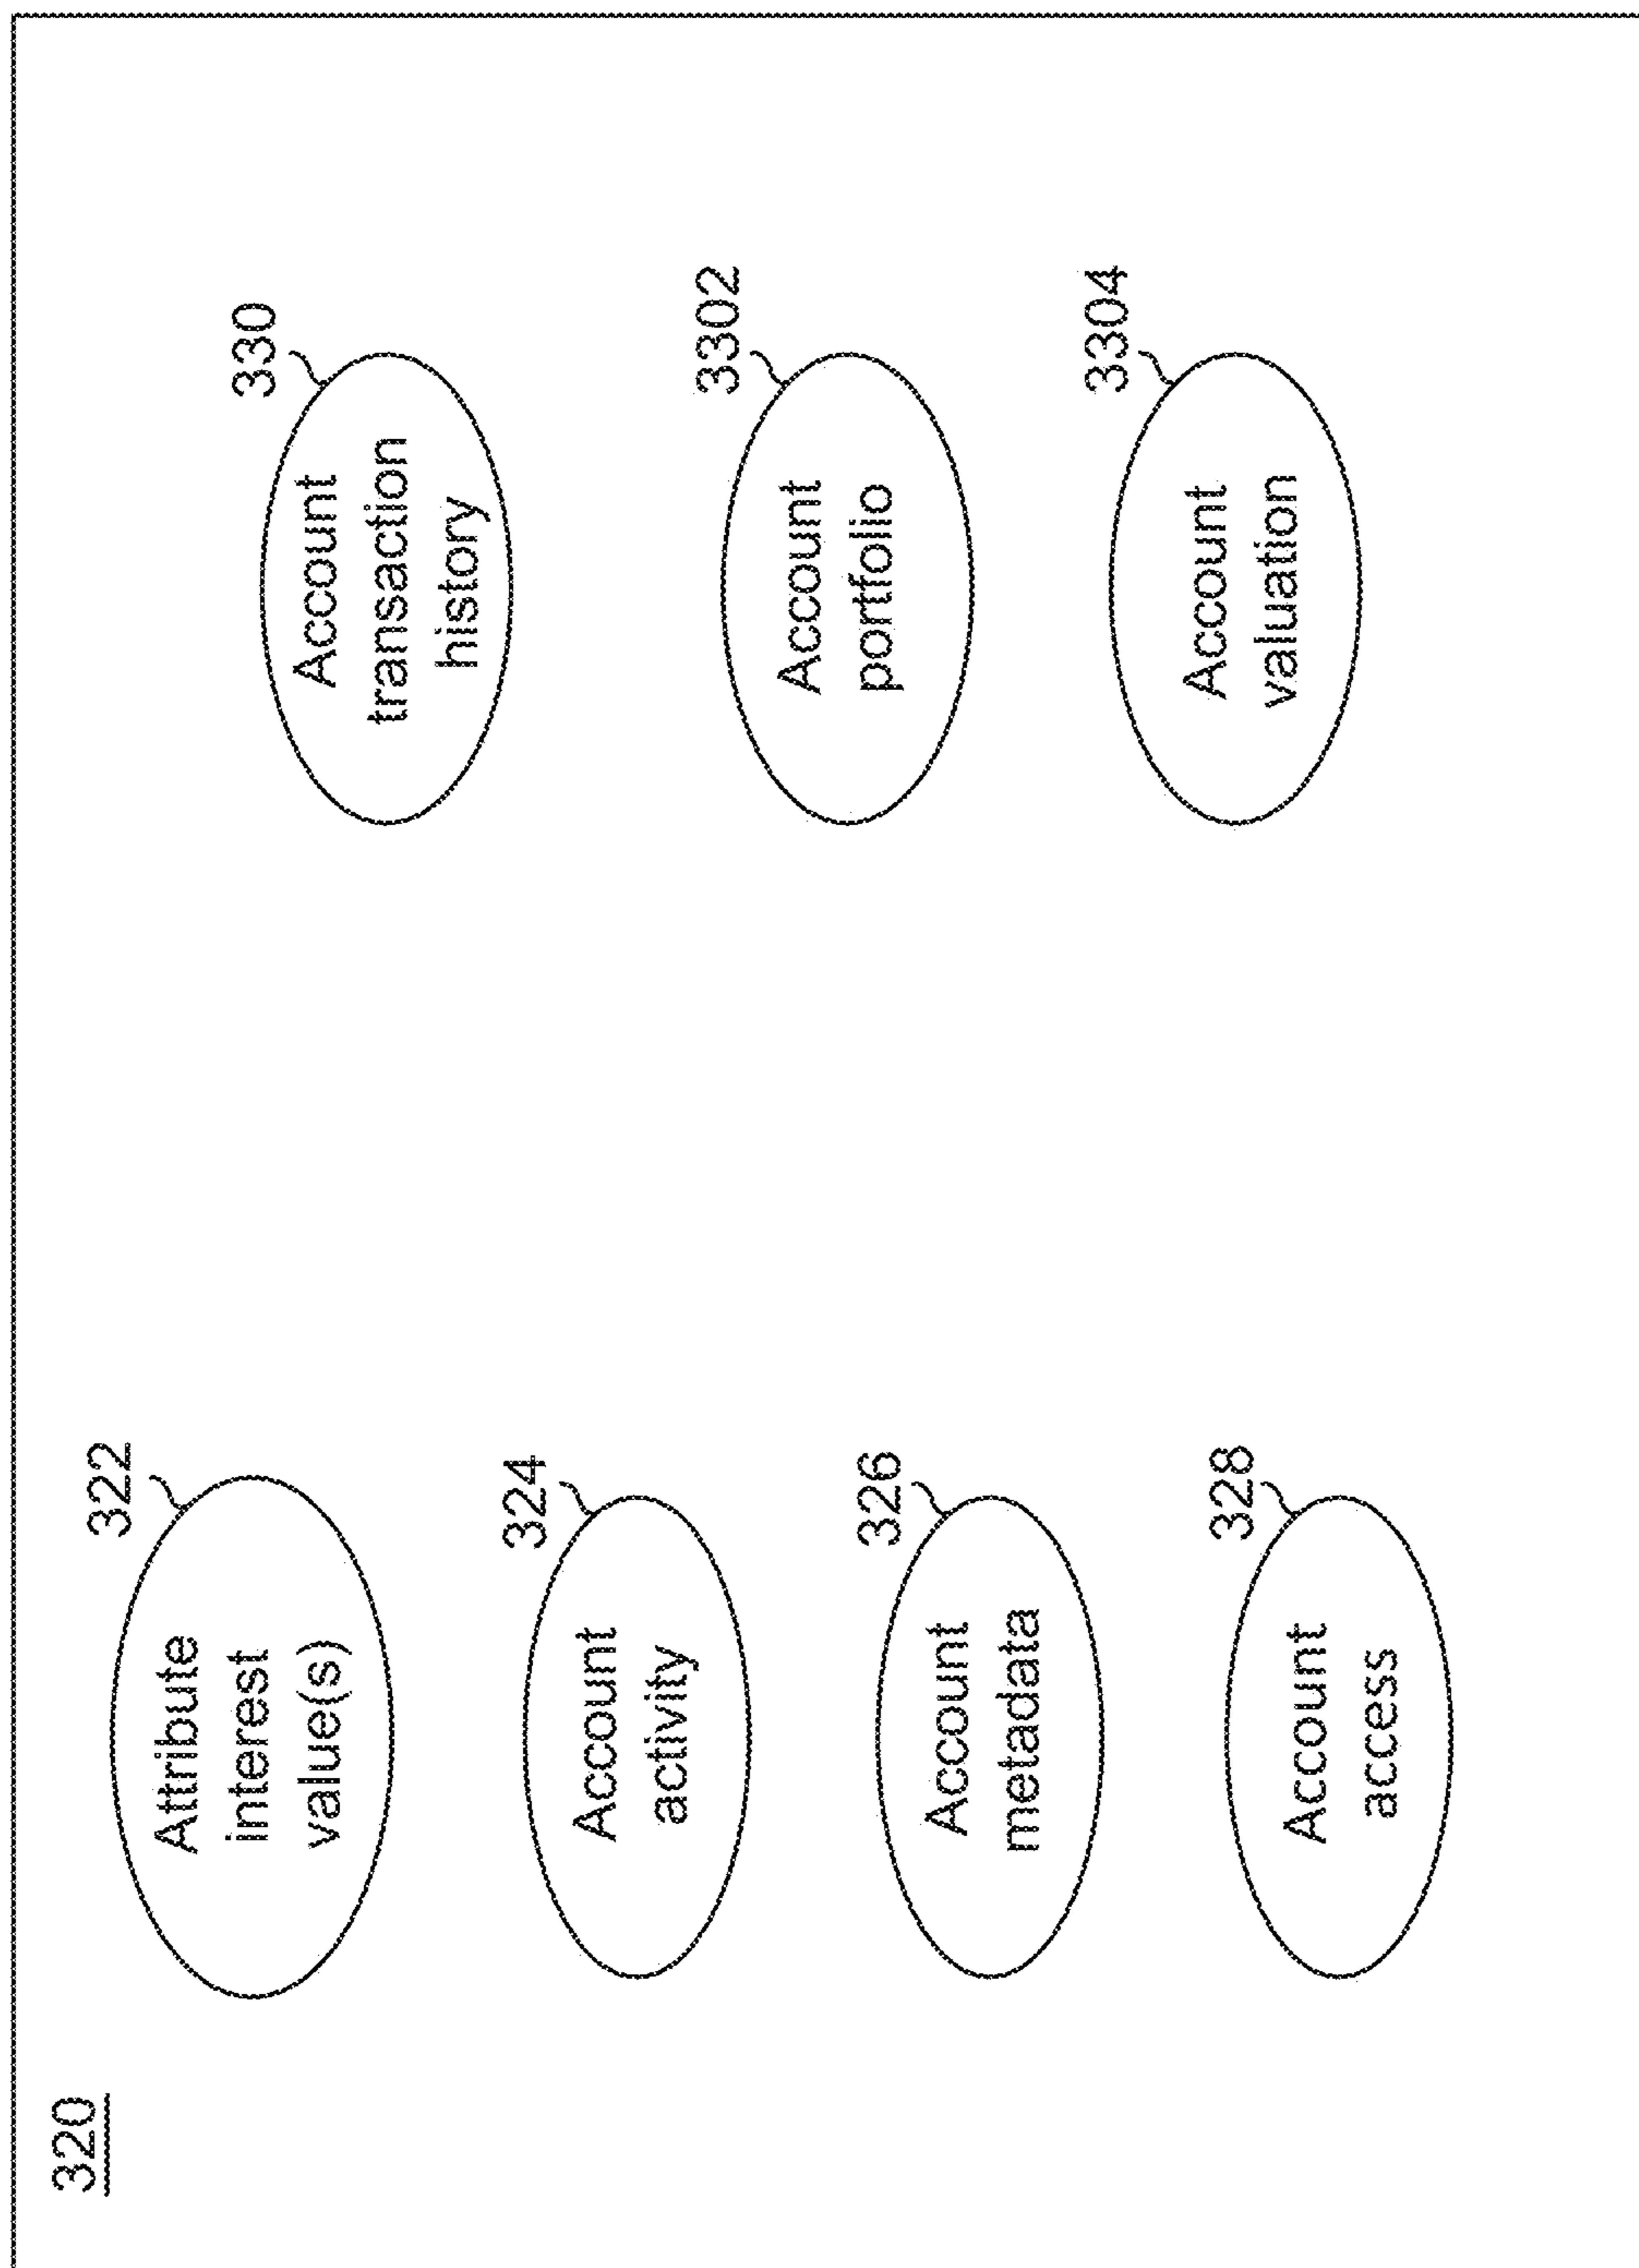 320
322
Attribute
interest
value(s)
324
Account
activity
326
Account
metadata
328
Account
access
330
Account
transaction
history
3302
Account
portfolio
3304
Account
valuation